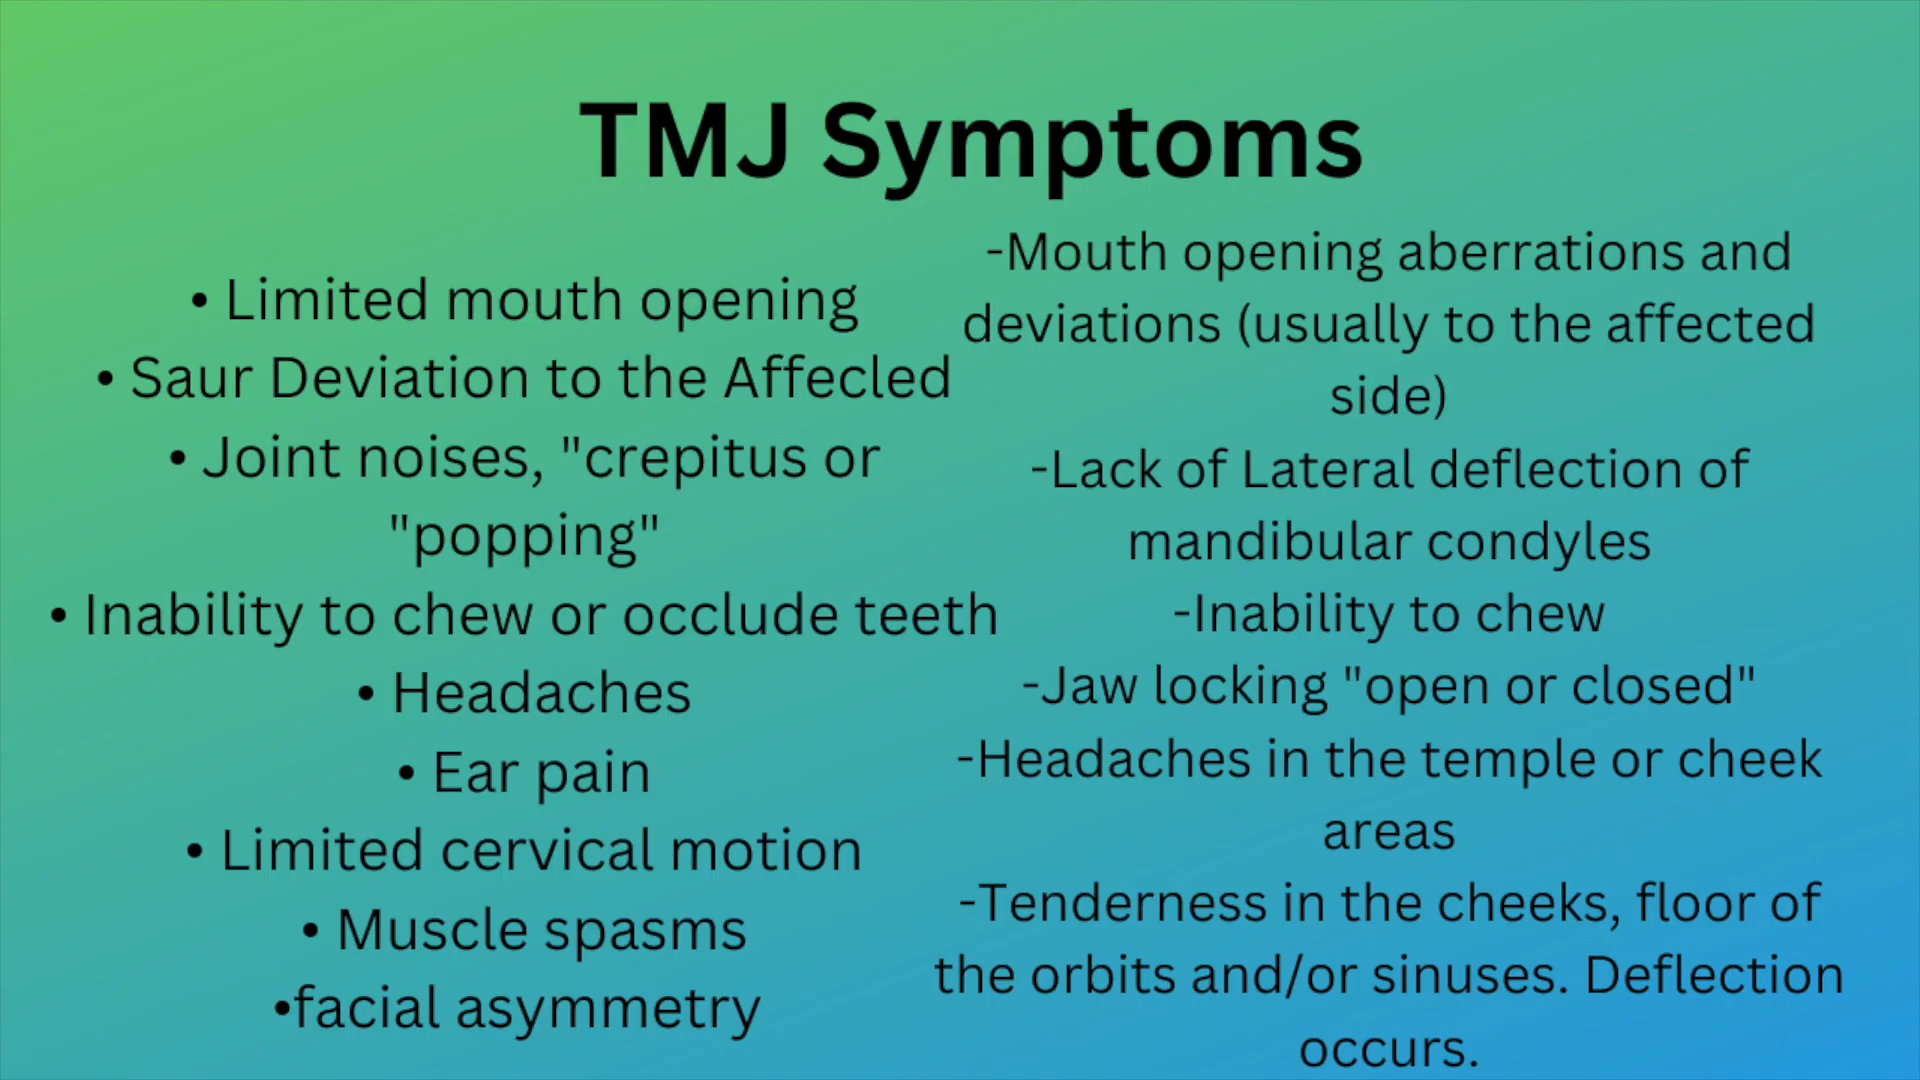 TMJ Symptoms
• Limited mouth opening
• Saur Deviation to the Affecled
• Joint noises, "crepitus or
"popping"
• Inability to chew or occlude teeth
• Headaches
• Ear pain
• Limited cervical motion
• Muscle spasms
•facial asymmetry
-Mouth opening aberrations and
deviations (usually to the affected
side)
-Lack of Lateral deflection of
mandibular condyles
-Inability to chew
-Jaw locking "open or closed"
-Headaches in the temple or cheek
areas
-Tenderness in the cheeks, floor of
the orbits and/or sinuses. Deflection
occurs.